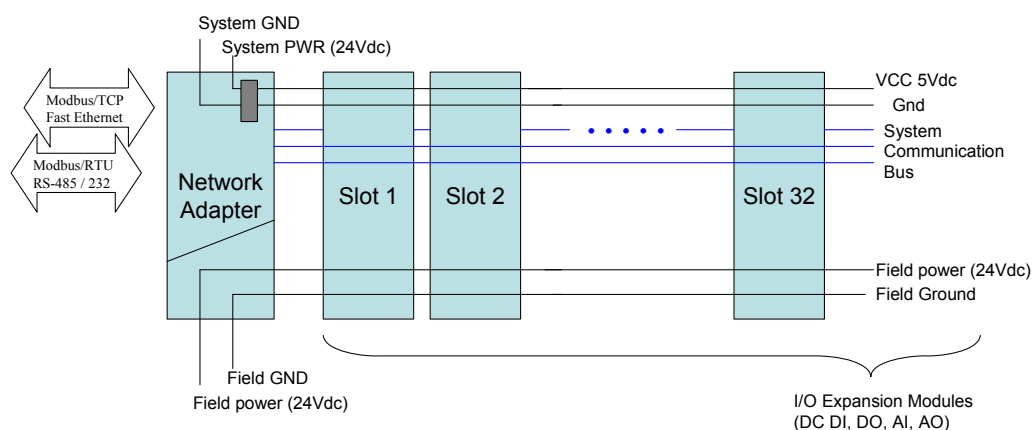 System GND
System PWR (24Vdc)
Modbus/TCP
Fast Ethernet
Modbus/RTU
RS-485 / 232
Network
Adapter
Slot 1
Slot 2
Slot 32
VCC 5Vdc
Gnd
System
Communication
Bus
Field power (24Vdc)
Field Ground
Field GND
Field power (24Vdc)
I/O Expansion Modules
(DC DI, DO, AI, AO)